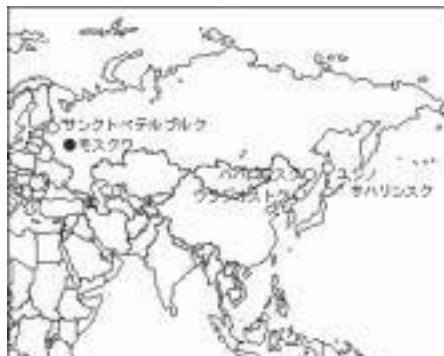 サンクトペテルブルク
モスクワ
ハバロフスク
ユジノ
サハリンスク
ウラジオストク